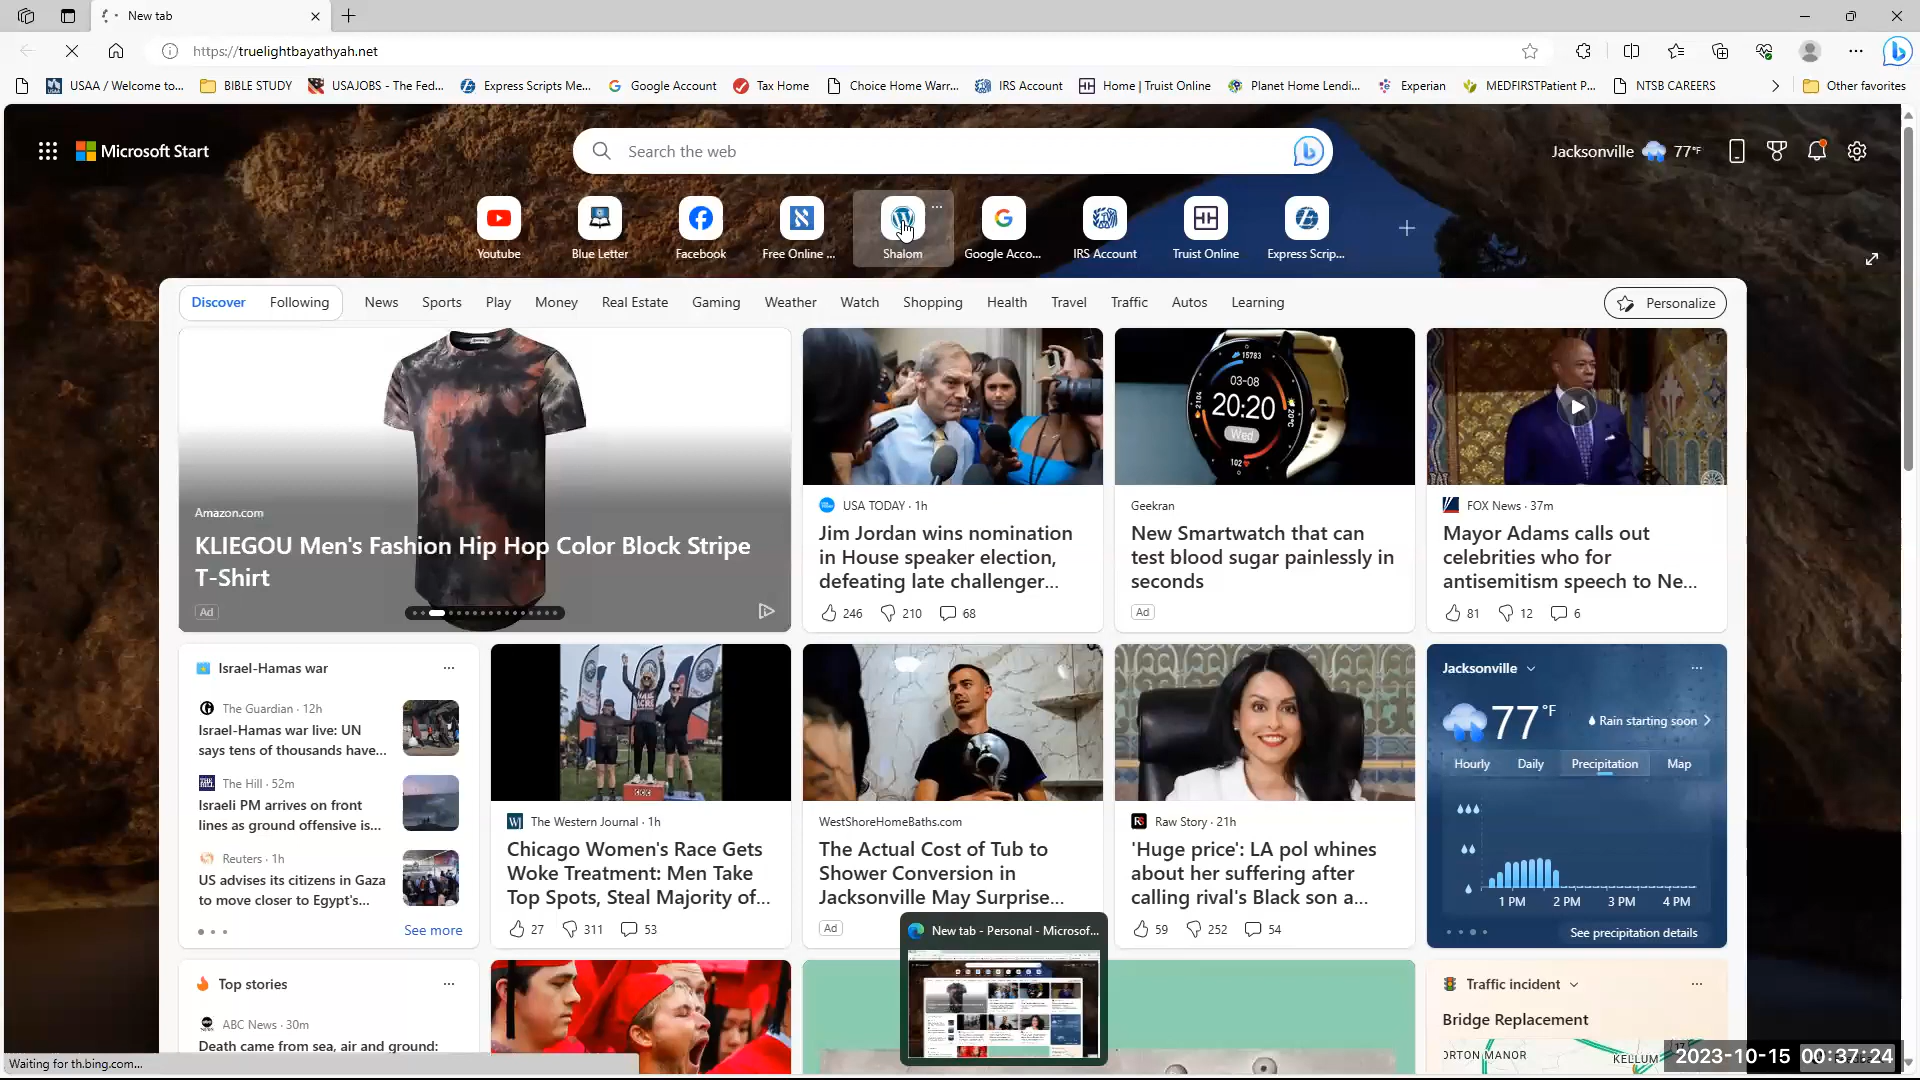 New tab
https://truelightbayathyah.net
USAA / Welcome to...
BIBLE STUDY
USAJOBS - The Fed...
Express Scripts Me...
Google Account
Tax Home
Choice Home Warr...
IRS Account
Home | Truist Online
Planet Home Lendi...
Experian
MEDFIRSTPatient P...
NTSB CAREERS
Other favorites
Microsoft Start
Search the web
Jacksonville 77°F
Youtube
Blue Letter
Facebook
Free Online ...
Shalom
Google Acco...
IRS Account
Truist Online
Express Scrip...
Discover
Following
News
Sports
Play
Money
Real Estate
Gaming
Weather
Watch
Shopping
Health
Travel
Traffic
Autos
Learning
Personalize
Amazon.com
KLIEGOU Men's Fashion Hip Hop Color Block Stripe
T-Shirt
Ad
USA TODAY · 1h
Jim Jordan wins nomination
in House speaker election,
defeating late challenger...
246 210 68
15783
03-08
20:20
Wed
Geekran
New Smartwatch that can
test blood sugar painlessly in
seconds
Ad
FOX News · 37m
Mayor Adams calls out
celebrities who for
antisemitism speech to Ne...
81 12 6
Israel-Hamas war
The Guardian · 12h
Israel-Hamas war live: UN
says tens of thousands have...
The Hill · 52m
Israeli PM arrives on front
lines as ground offensive is...
Reuters · 1h
US advises its citizens in Gaza
to move closer to Egypt's...
See more
The Western Journal · 1h
Chicago Women's Race Gets
Woke Treatment: Men Take
Top Spots, Steal Majority of...
27 311 53
WestShoreHomeBaths.com
The Actual Cost of Tub to
Shower Conversion in
Jacksonville May Surprise...
Ad
Raw Story · 21h
'Huge price': LA pol whines
about her suffering after
calling rival's Black son a...
59 252 54
Jacksonville
77°F
Rain starting soon
Hourly
Daily
Precipitation
Map
1 PM 2 PM 3 PM 4 PM
See precipitation details
New tab - Personal - Microsof...
Top stories
ABC News · 30m
Death came from sea, air and ground:
Traffic incident
Bridge Replacement
ORTON MANOR
KELLUM
Waiting for th.bing.com...
2023-10-15 00:37:24